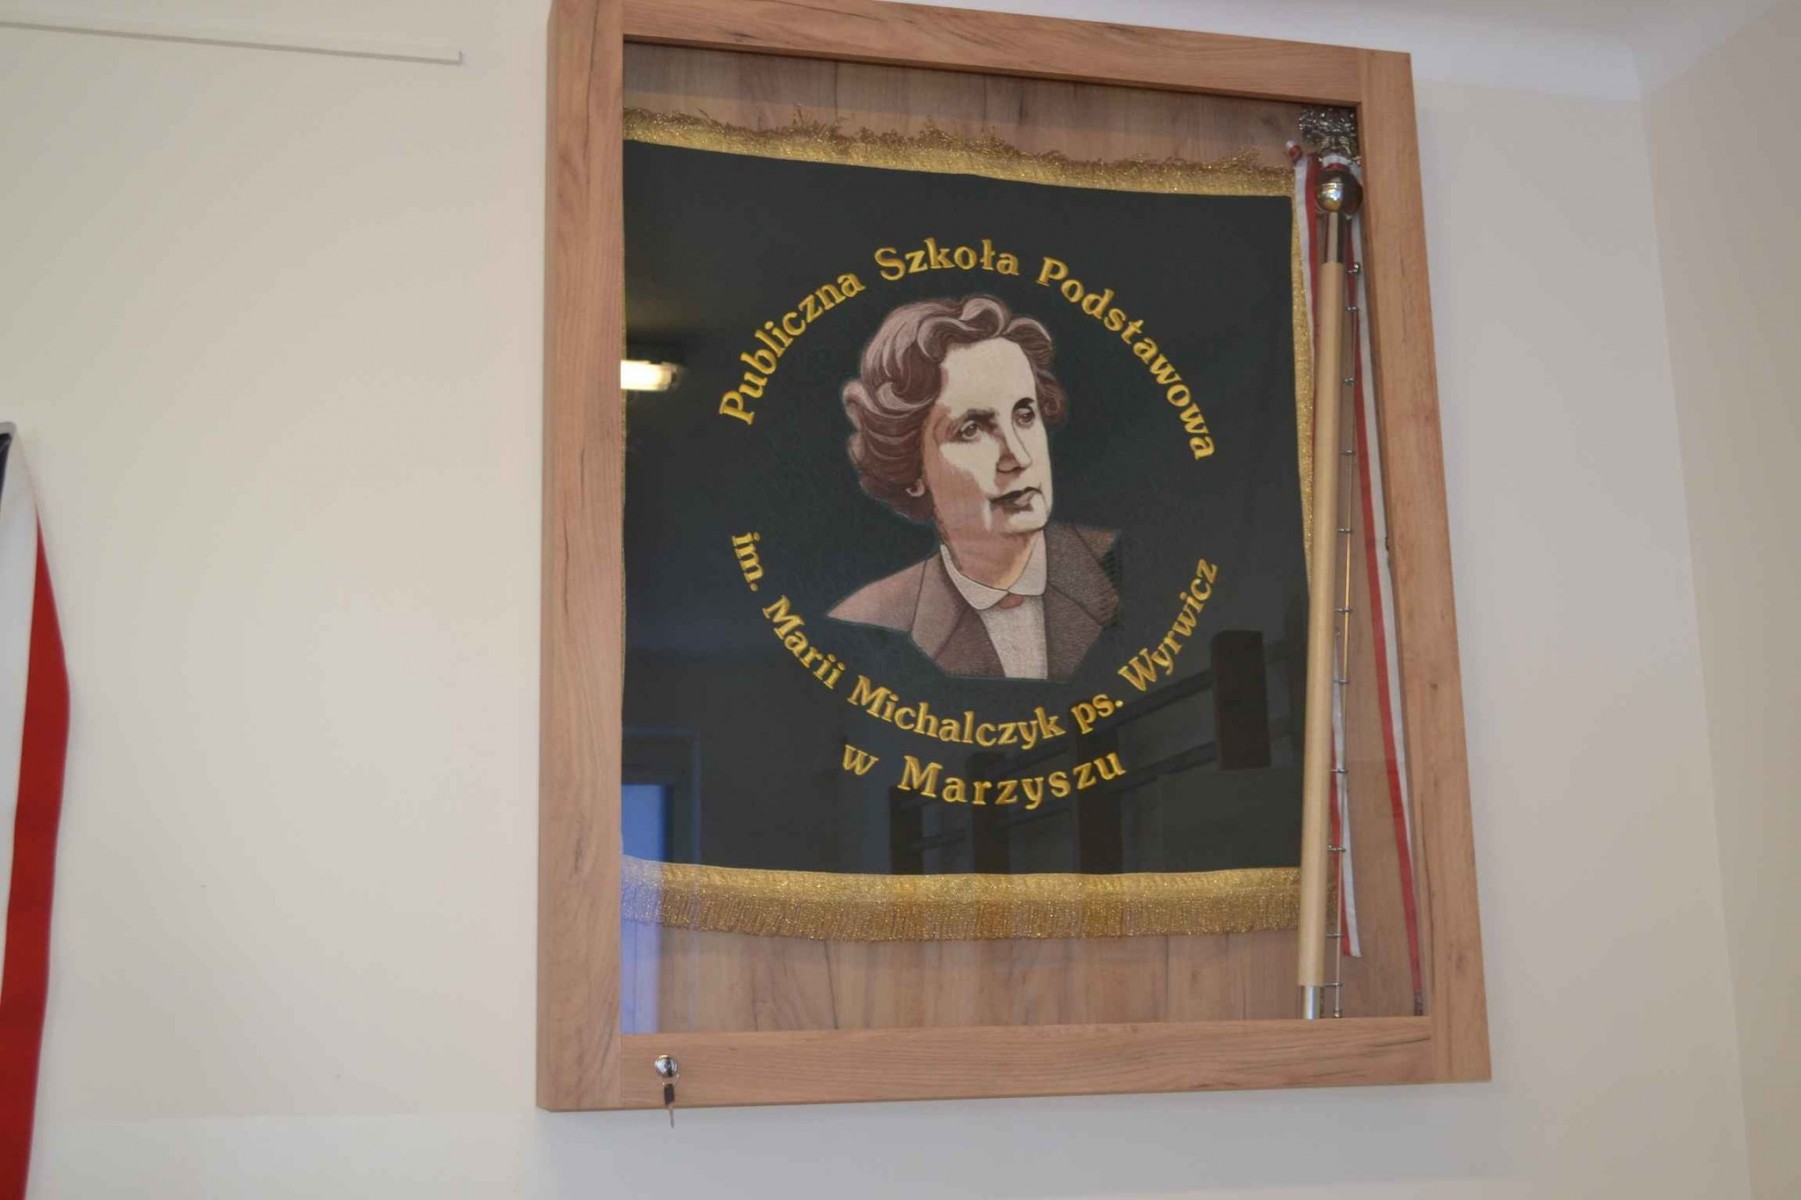 Publiczna Szkoła Podstawowa
im. Marii Michalczyk ps. Wyrwicz
w Marzyszu